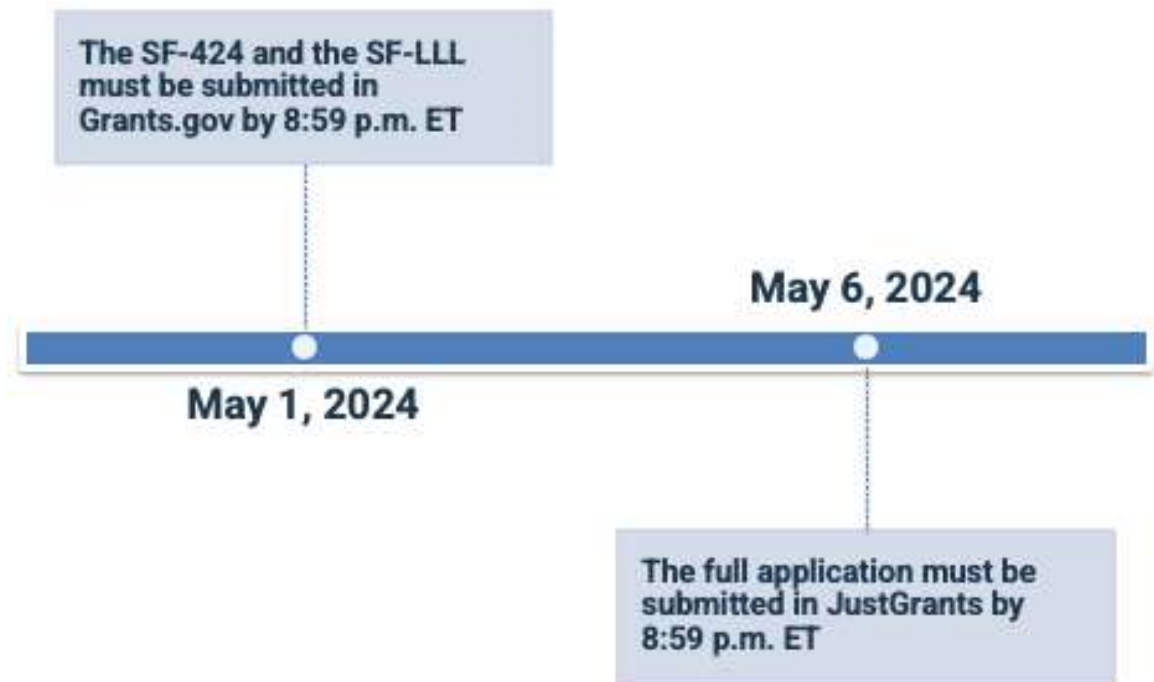 The SF-424 and the SF-LLL
must be submitted in
Grants.gov by 8:59 p.m. ET
May 6, 2024
May 1, 2024
The full application must be
submitted in JustGrants by
8:59 p.m. ET